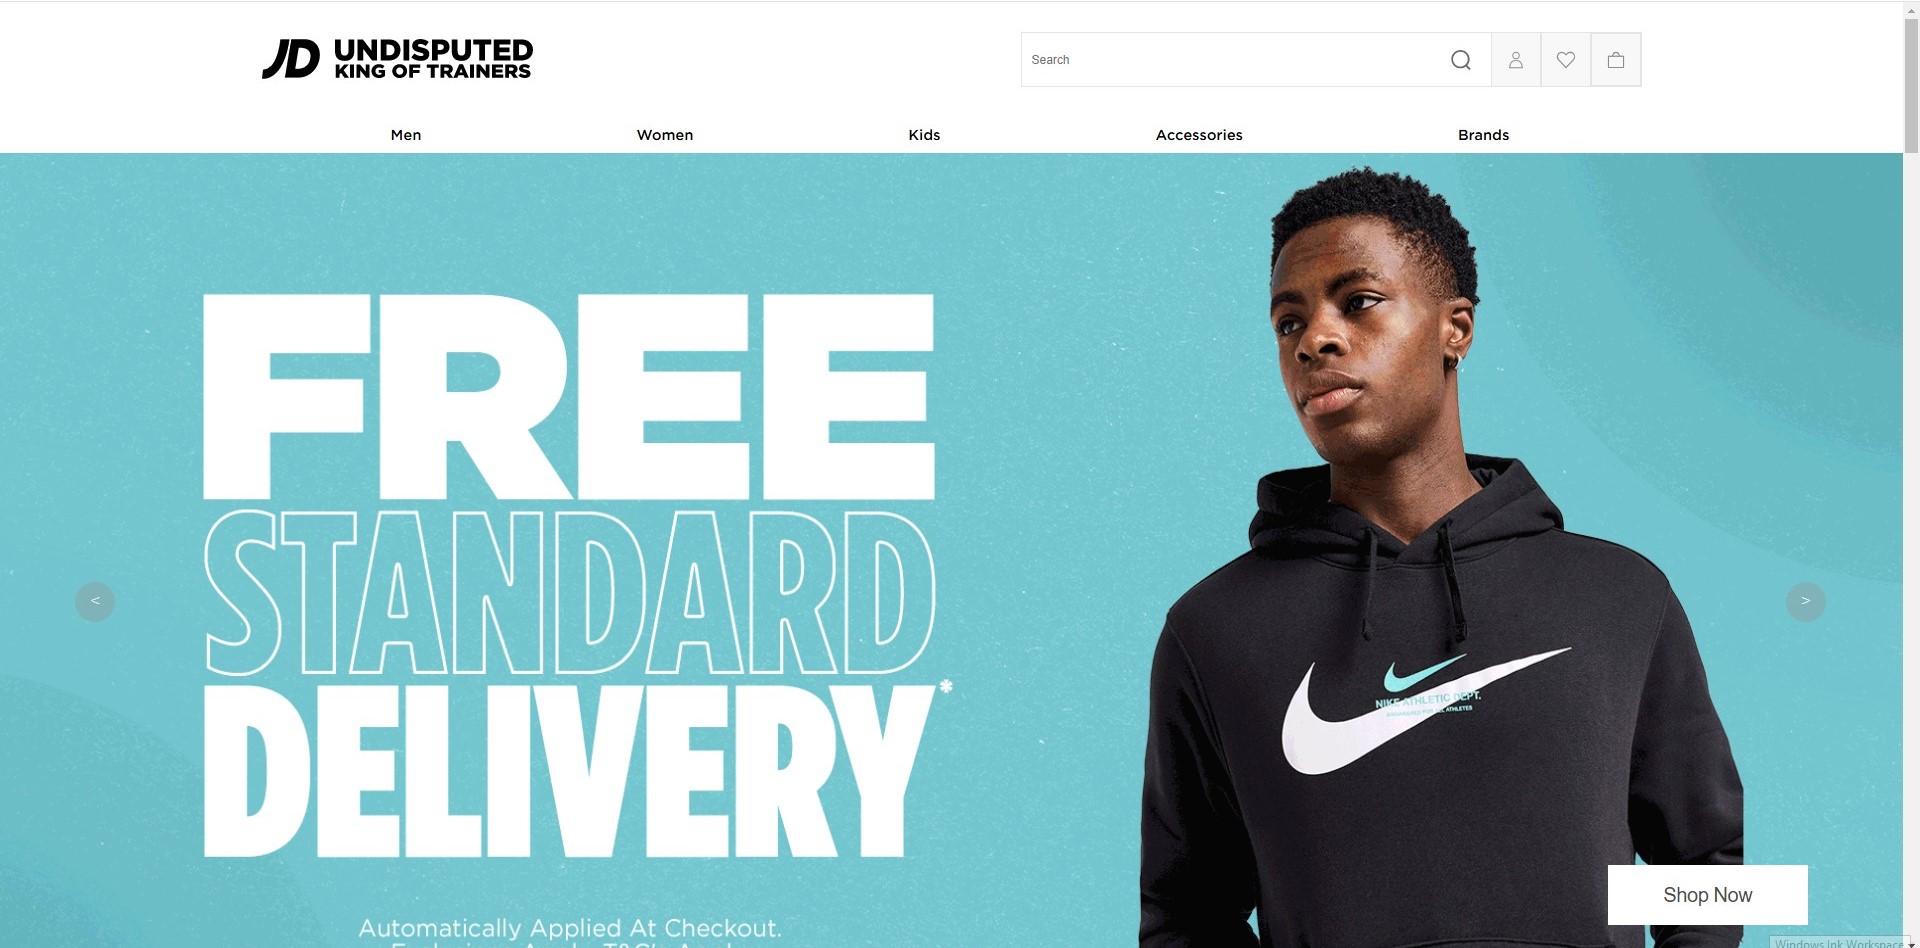 JD UNDISPUTED
KING OF TRAINERS
Search
Men Women Kids Accessories Brands
FREE
STANDARD
DELIVERY*
< >
NIKE ATHLETIC DEPT.
ATHLETES
Shop Now
Automatically Applied At Checkout.
Windows Ink Workspace